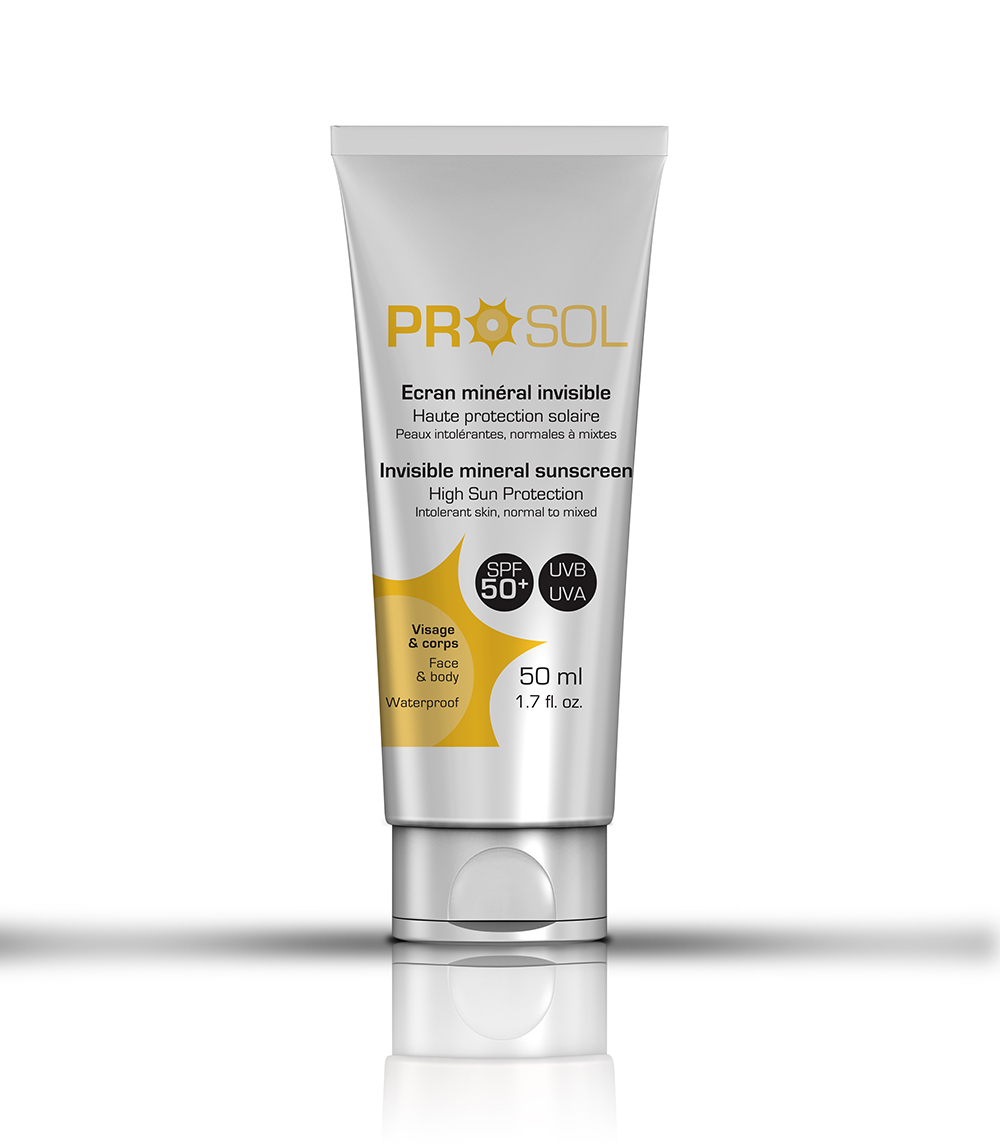 PROSOL
Ecran minéral invisible
Haute protection solaire
Peaux intolérantes, normales à mixtes
Invisible mineral sunscreen
High Sun Protection
Intolerant skin, normal to mixed
SPF
50+
UVB
UVA
Visage
& corps
Face
& body
Waterproof
50 ml
1.7 fl. oz.